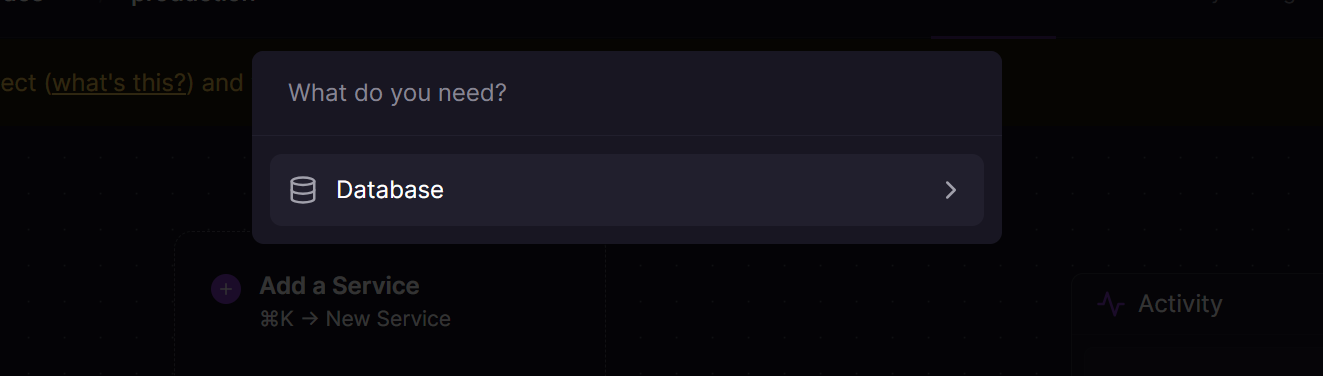 production
ect (what's this?) and
What do you need?
Database
Add a Service
⌘K → New Service
Activity